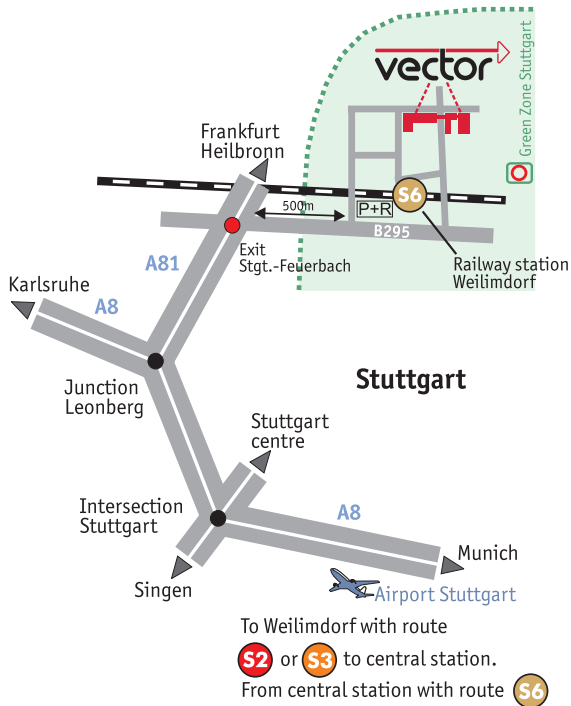 vector
Green Zone Stuttgart
Frankfurt
Heilbronn
S6
500m
P+R
B295
Exit
Stgt.-Feuerbach
A81
Railway station
Weilimdorf
Karlsruhe
A8
Junction
Leonberg
Stuttgart
Stuttgart
centre
Intersection
Stuttgart
A8
Munich
Singen
Airport Stuttgart
To Weilimdorf with route
S2 or S3 to central station.
From central station with route S6